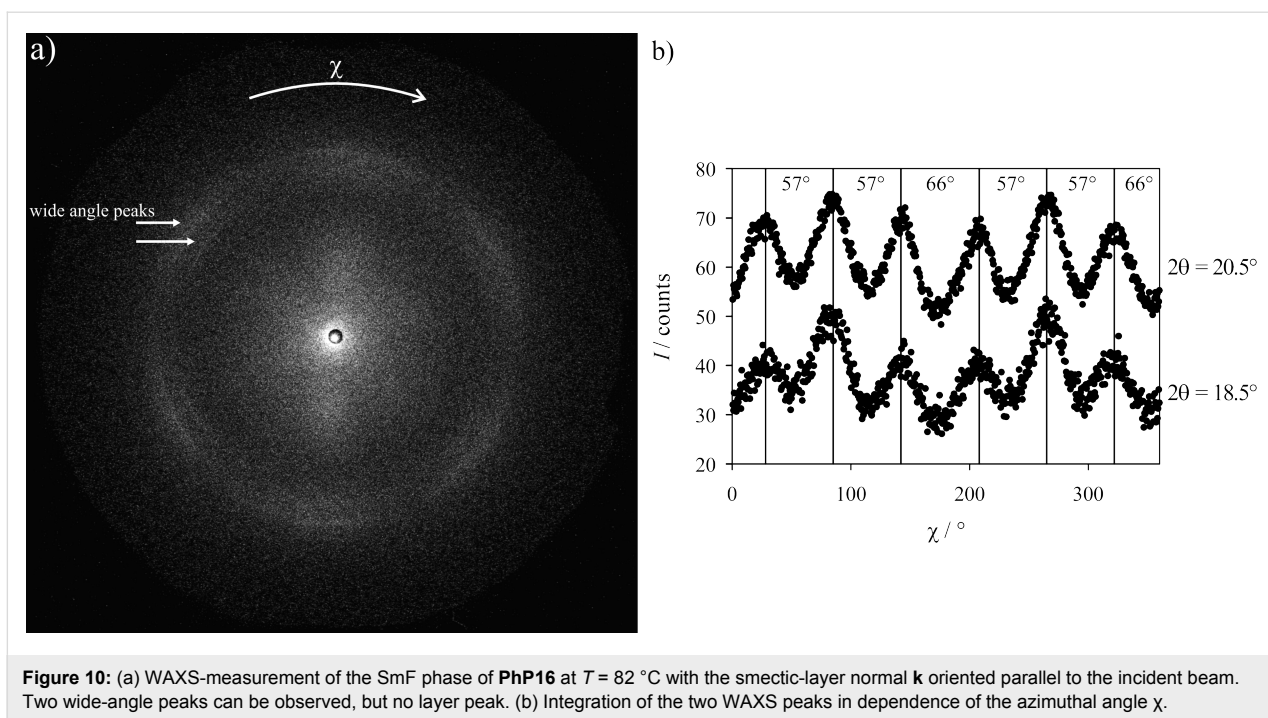 a)
χ
wide angle peaks
b)
80
70
60
50
40
30
20
I / counts
57°
57°
66°
57°
57°
66°
2θ = 20.5°
2θ = 18.5°
0
100
200
300
χ / °
Figure 10: (a) WAXS-measurement of the SmF phase of PhP16 at T = 82 °C with the smectic-layer normal k oriented parallel to the incident beam.
Two wide-angle peaks can be observed, but no layer peak. (b) Integration of the two WAXS peaks in dependence of the azimuthal angle χ.